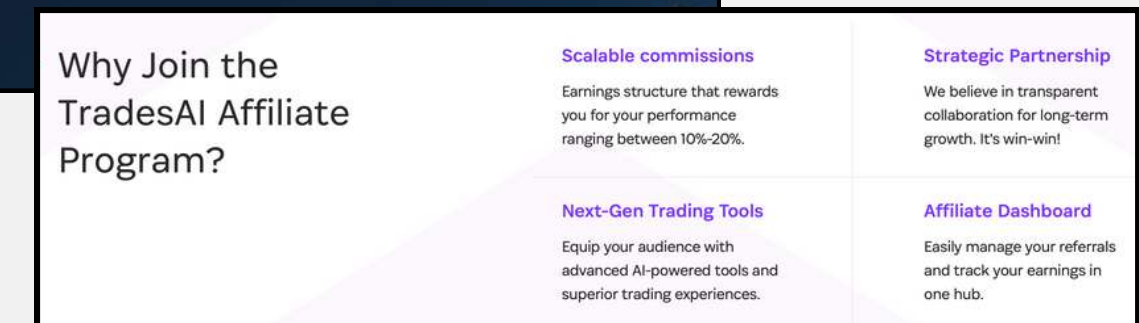 Why Join the
TradesAI Affiliate
Program?
Scalable commissions
Earnings structure that rewards
you for your performance
ranging between 10%-20%.
Strategic Partnership
We believe in transparent
collaboration for long-term
growth. It's win-win!
Next-Gen Trading Tools
Equip your audience with
advanced AI-powered tools and
superior trading experiences.
Affiliate Dashboard
Easily manage your referrals
and track your earnings in
one hub.